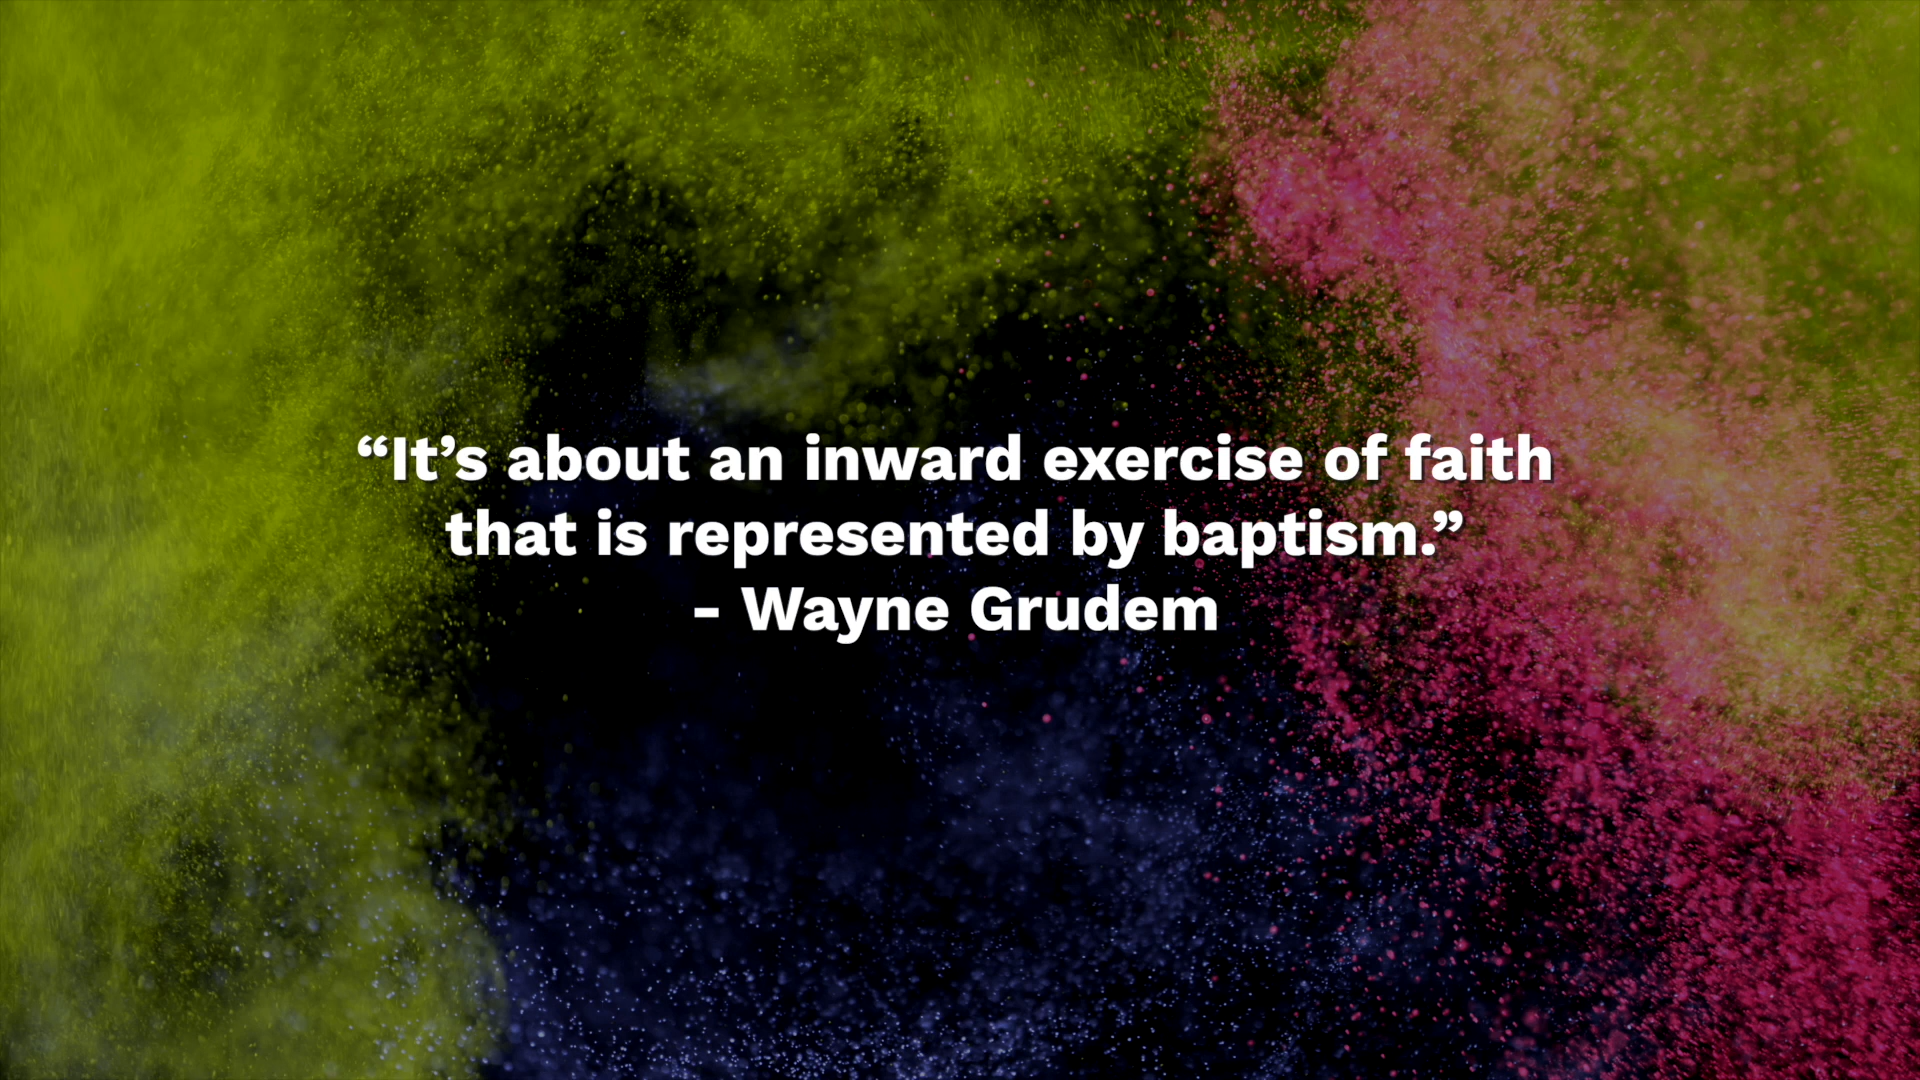 “It’s about an inward exercise of faith
that is represented by baptism.”
- Wayne Grudem